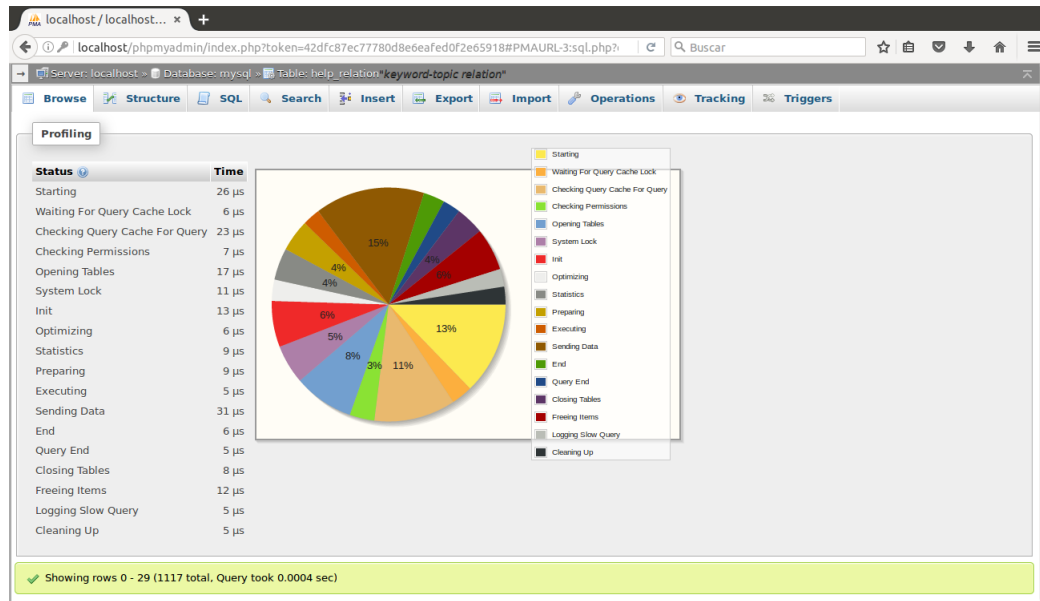 localhost / localhost... × +
localhost/phpmyadmin/index.php?token=42dfc87ec77780d8e6eafed0f2e65918#PMAURL-3:sql.php? Buscar
Server: localhost » Database: mysql » Table: help_relation "keyword-topic relation"
Browse Structure SQL Search Insert Export Import Operations Tracking Triggers
Profiling
Status Time
Starting 26 µs
Waiting For Query Cache Lock 6 µs
Checking Query Cache For Query 23 µs
Checking Permissions 7 µs
Opening Tables 17 µs
System Lock 11 µs
Init 13 µs
Optimizing 6 µs
Statistics 9 µs
Preparing 9 µs
Executing 5 µs
Sending Data 31 µs
End 6 µs
Query End 5 µs
Closing Tables 8 µs
Freeing Items 12 µs
Logging Slow Query 5 µs
Cleaning Up 5 µs
15%
4%
4%
6%
5%
8%
3%
11%
13%
6%
4%
Starting
Waiting For Query Cache Lock
Checking Query Cache For Query
Checking Permissions
Opening Tables
System Lock
Init
Optimizing
Statistics
Preparing
Executing
Sending Data
End
Query End
Closing Tables
Freeing Items
Logging Slow Query
Cleaning Up
Showing rows 0 - 29 (1117 total, Query took 0.0004 sec)